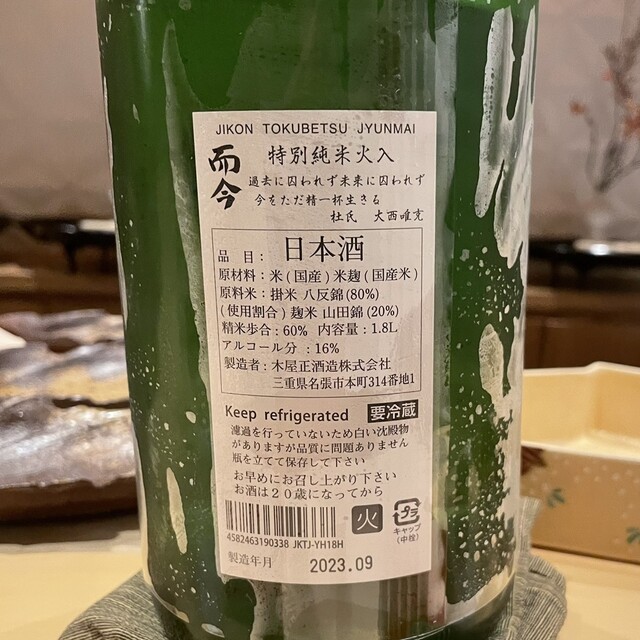 JIKON TOKUBETSU JYUNMAI
而今 特別純米火入
過去に囚われず未来に囚われず
今をただ精一杯生きる
杜氏 大西唯克
品目： 日本酒
原材料：米(国産)米麹(国産米)
原料米：掛米 八反錦(80%)
(使用割合)麹米 山田錦(20%)
精米歩合：60% 内容量：1.8L
アルコール分：16%
製造者：木屋正酒造株式会社
三重県名張市本町314番地1
Keep refrigerated 要冷蔵
濾過を行っていないため白い沈殿物
がありますが品質に問題ありません
瓶を立てて保存して下さい
お早めにお召し上がり下さい
お酒は20歳になってから
火
プラ
キャップ
(中栓)
4582463190338 JKTJ-YH18H
製造年月 2023.09